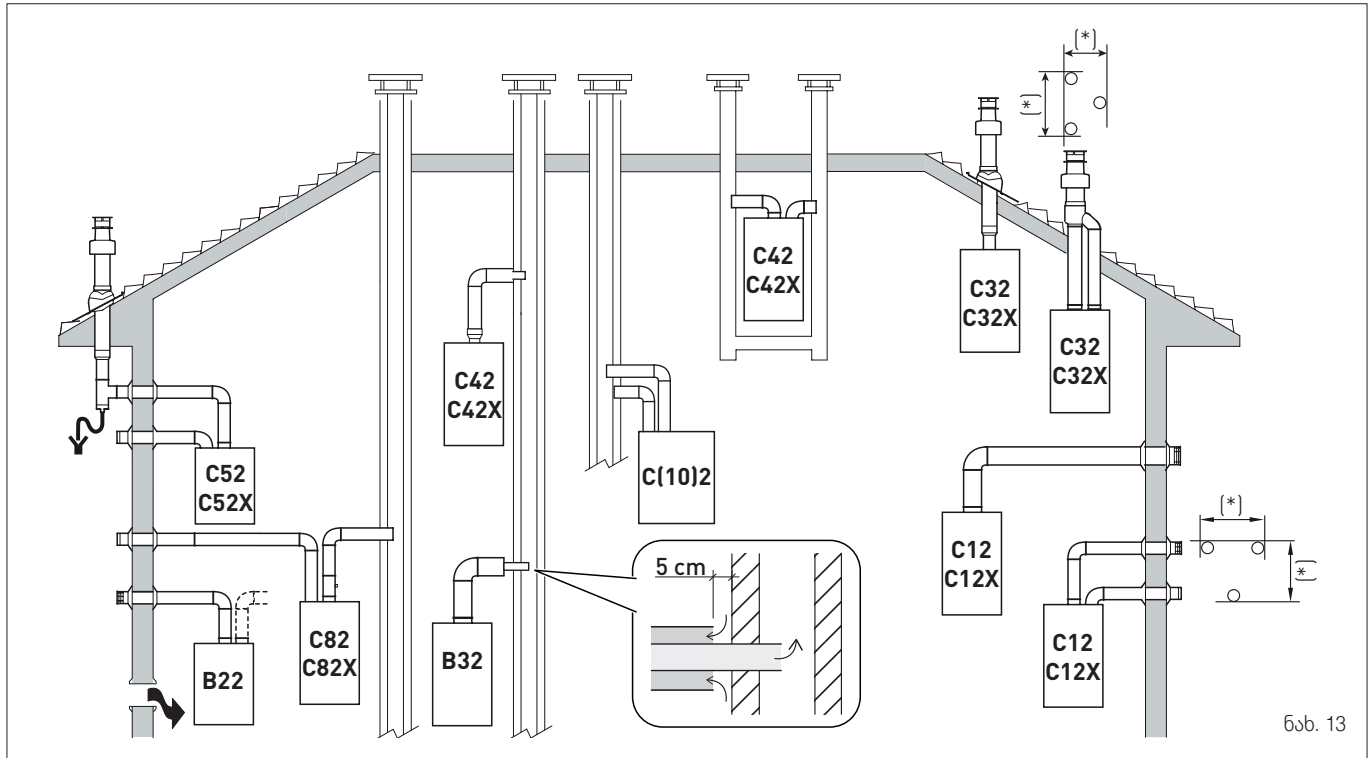 (*)
(*)
C42
C42X
C32
C32X
C32
C32X
C42
C42X
C52
C52X
C(10)2
(*)
(*)
C12
C12X
5 cm
C82
C82X
B22
B32
C12
C12X
ნახ. 13